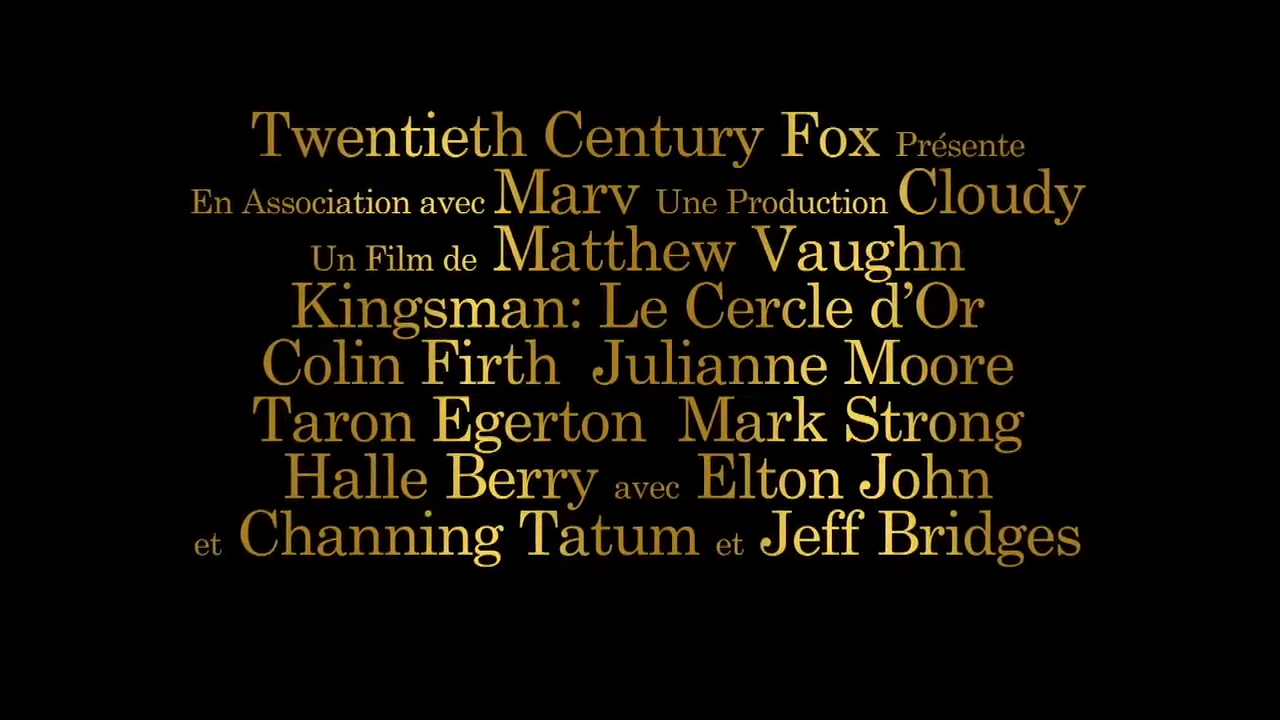 Twentieth Century Fox Présente
En Association avec Marv Une Production Cloudy
Un Film de Matthew Vaughn
Kingsman: Le Cercle d’Or
Colin Firth Julianne Moore
Taron Egerton Mark Strong
Halle Berry avec Elton John
et Channing Tatum et Jeff Bridges